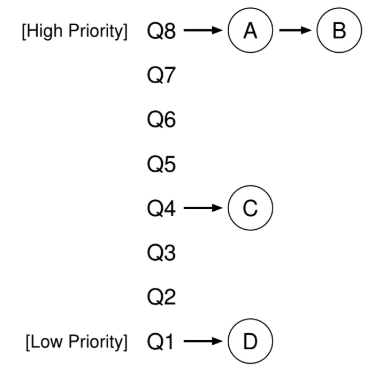 [High Priority] Q8 A B
Q7
Q6
Q5
Q4 C
Q3
Q2
[Low Priority] Q1 D